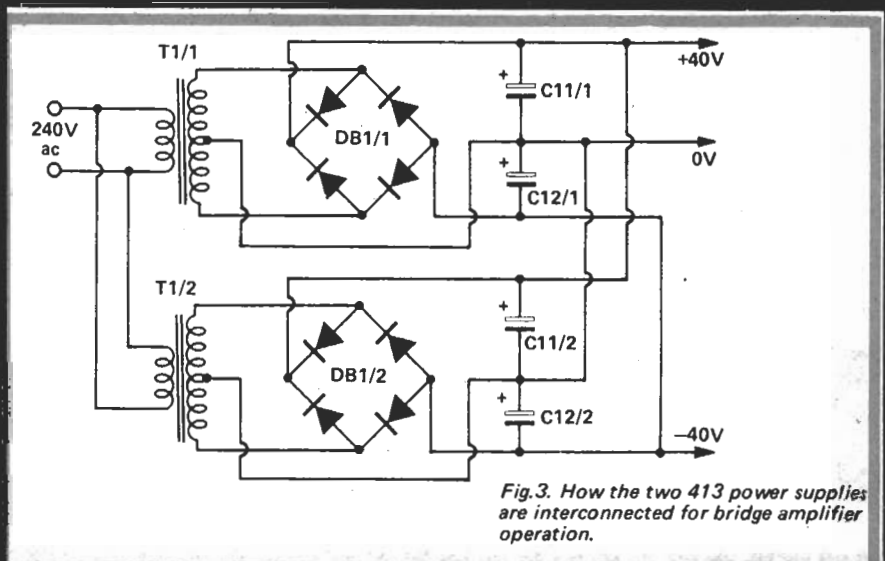 T1/1
+40V
+
C11/1
240V
ac
DB1/1
0V
+
C12/1
T1/2
+
C11/2
DB1/2
+
C12/2
–40V
Fig.3. How the two 413 power supplies
are interconnected for bridge amplifier
operation.